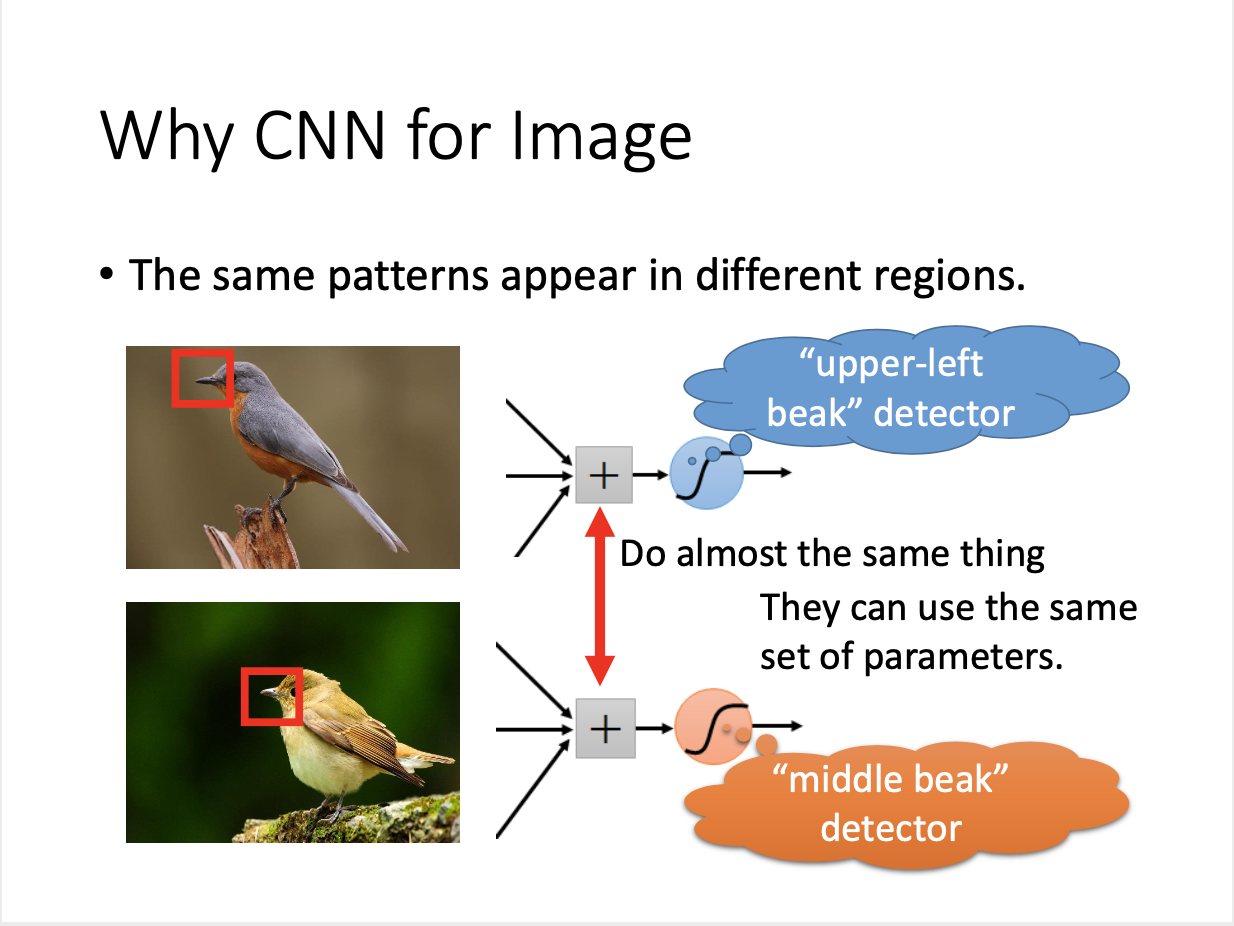 Why CNN for Image
• The same patterns appear in different regions.
“upper-left
beak” detector
+
Do almost the same thing
They can use the same
set of parameters.
+
“middle beak”
detector